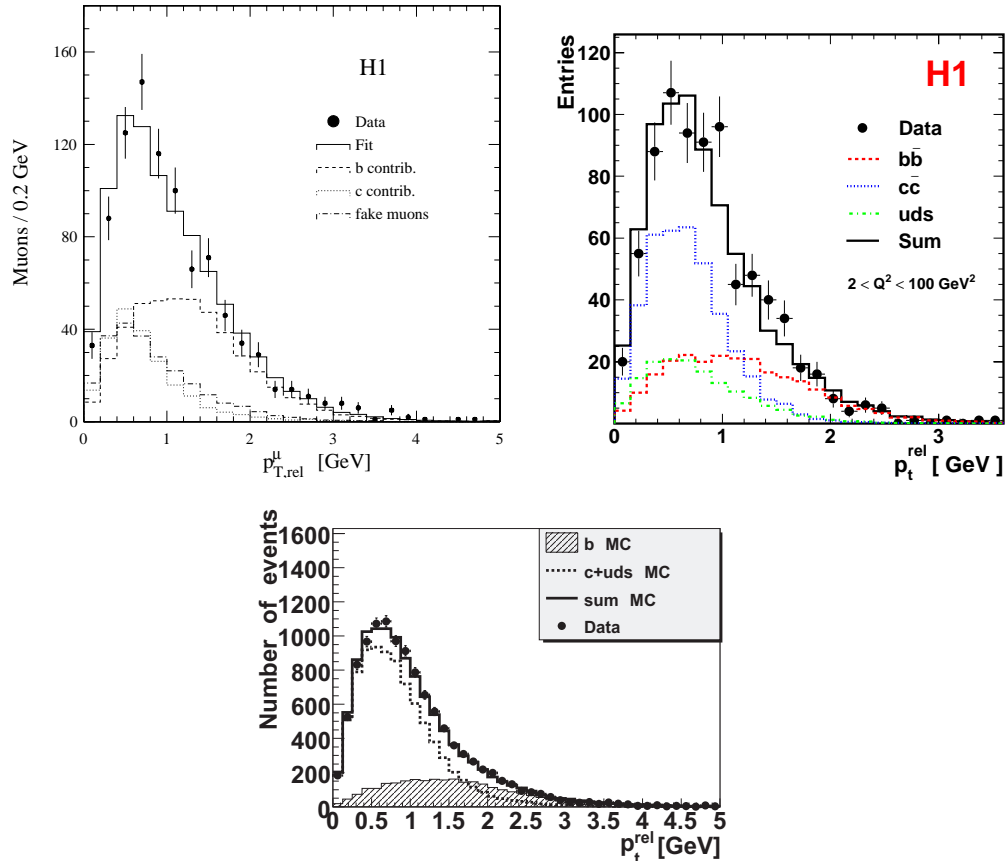 160
120
80
40
0
Muons / 0.2 GeV
H1
Data
Fit
b contrib.
c contrib.
fake muons
0 1 2 3 4 5
p^μ_T,rel [GeV]
120
100
80
60
40
20
Entries
H1
Data
bb̄
cc̄
uds
Sum
2 < Q² < 100 GeV²
0 1 2 3
p_t^rel [ GeV ]
1600
1400
1200
1000
800
600
400
200
0
Number of events
b MC
c+uds MC
sum MC
Data
0 0.5 1 1.5 2 2.5 3 3.5 4 4.5 5
p_t^rel [GeV]